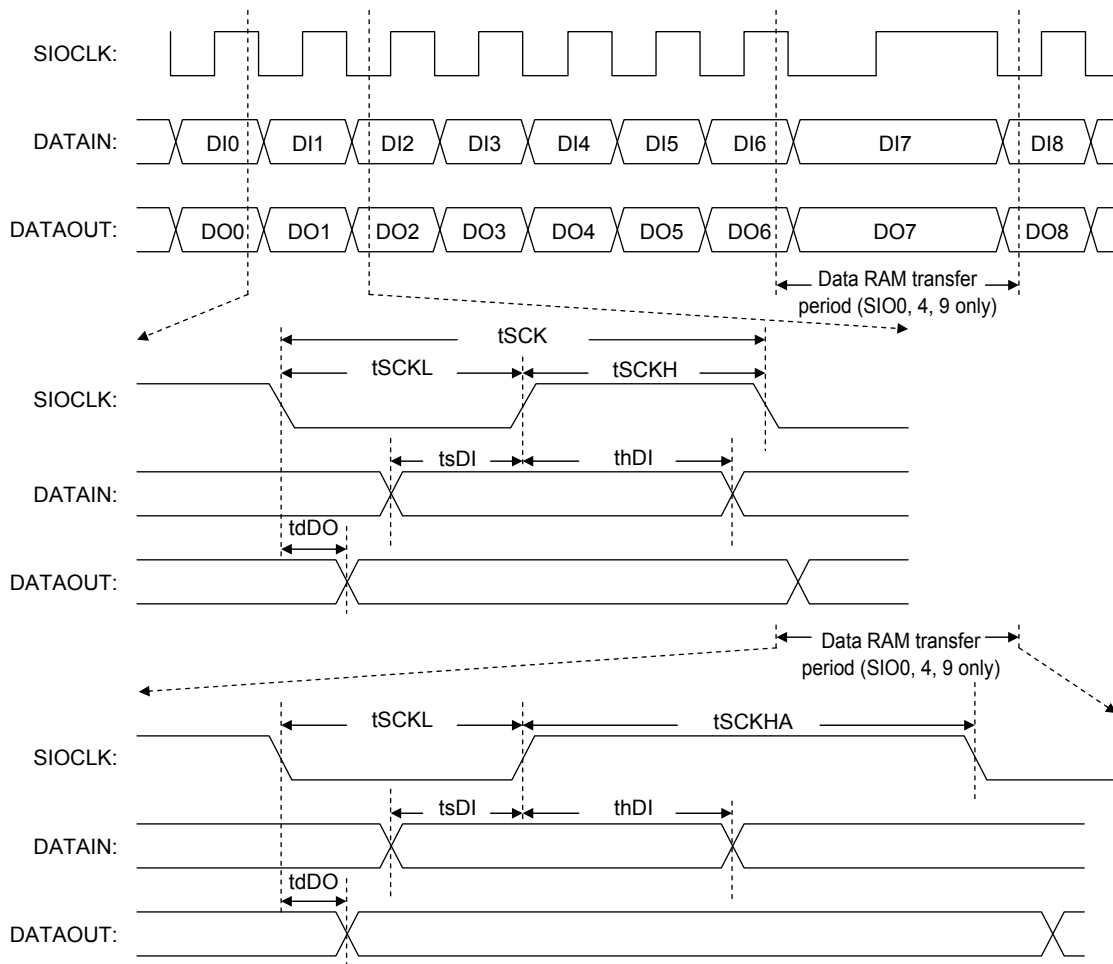 SIOCLK:
DATAIN: DI0 DI1 DI2 DI3 DI4 DI5 DI6 DI7 DI8
DATAOUT: DO0 DO1 DO2 DO3 DO4 DO5 DO6 DO7 DO8
Data RAM transfer
period (SIO0, 4, 9 only)
tSCK
tSCKL tSCKH
SIOCLK:
tsDI thDI
DATAIN:
tdDO
DATAOUT:
Data RAM transfer
period (SIO0, 4, 9 only)
tSCKL tSCKHA
SIOCLK:
tsDI thDI
DATAIN:
tdDO
DATAOUT: